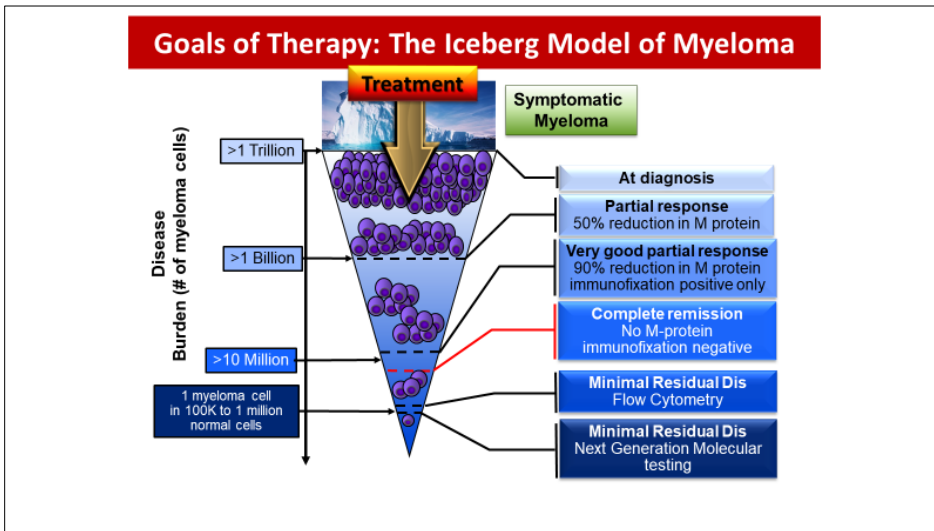 Goals of Therapy: The Iceberg Model of Myeloma
Treatment
Symptomatic
Myeloma
Disease
Burden (# of myeloma cells)
>1 Trillion
>1 Billion
>10 Million
1 myeloma cell
in 100K to 1 million
normal cells
At diagnosis
Partial response
50% reduction in M protein
Very good partial response
90% reduction in M protein
immunofixation positive only
Complete remission
No M-protein
immunofixation negative
Minimal Residual Dis
Flow Cytometry
Minimal Residual Dis
Next Generation Molecular
testing